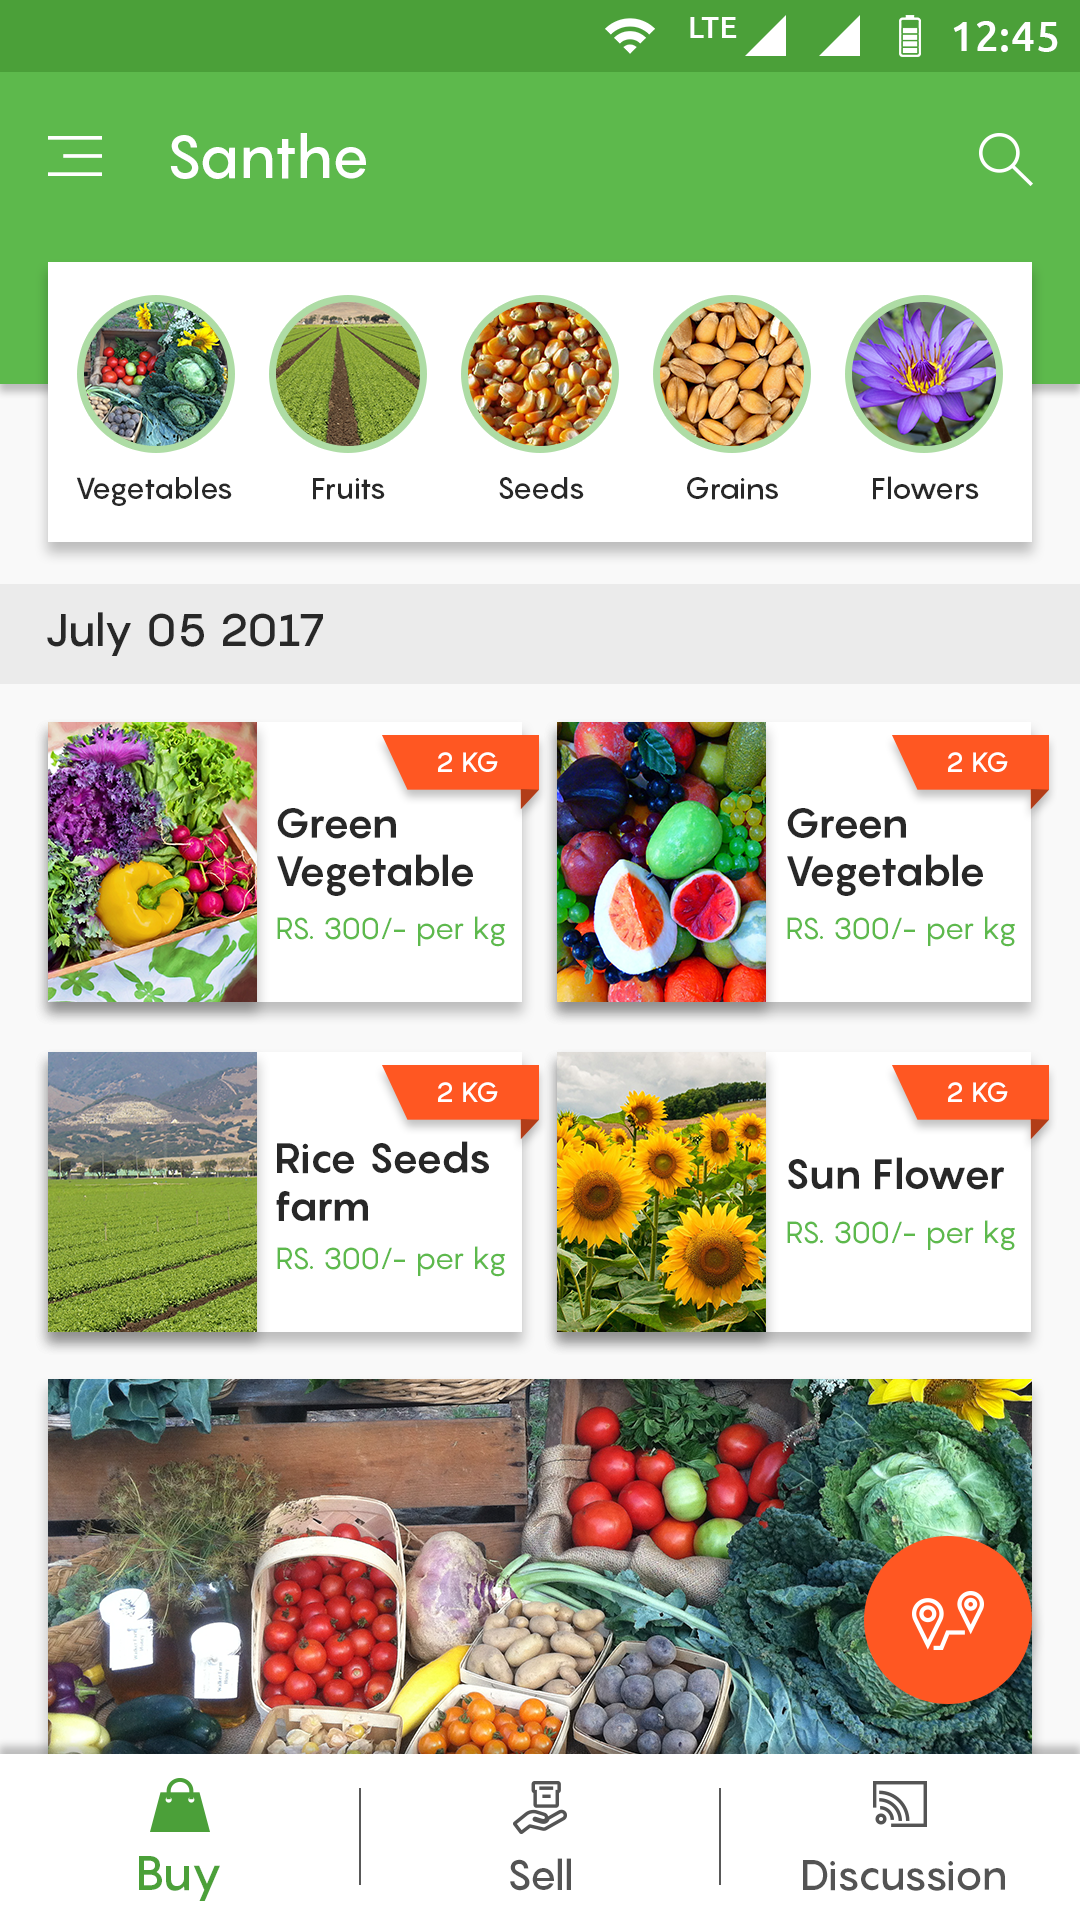 LTE 12:45
Santhe
Vegetables Fruits Seeds Grains Flowers
July 05 2017
2 KG
Green
Vegetable
RS. 300/- per kg
2 KG
Green
Vegetable
RS. 300/- per kg
2 KG
Rice Seeds
farm
RS. 300/- per kg
2 KG
Sun Flower
RS. 300/- per kg
Buy Sell Discussion